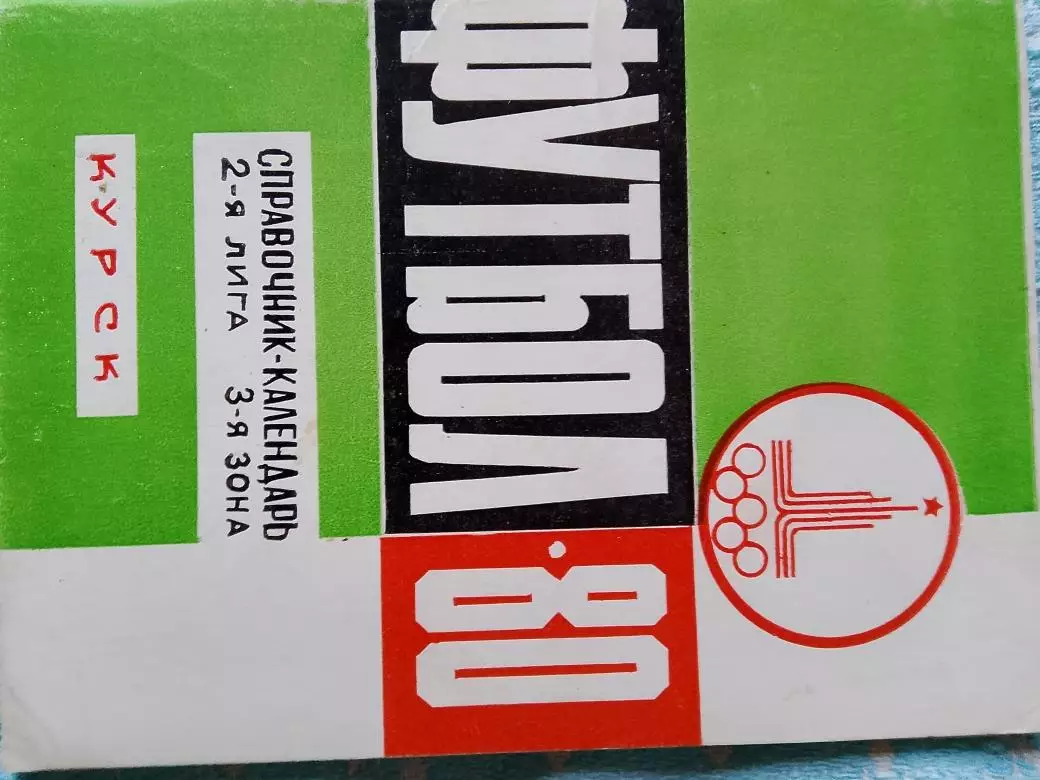 ФУТБОЛ·80
СПРАВОЧНИК-КАЛЕНДАРЬ
2-Я ЛИГА 3-Я ЗОНА
КУРСК